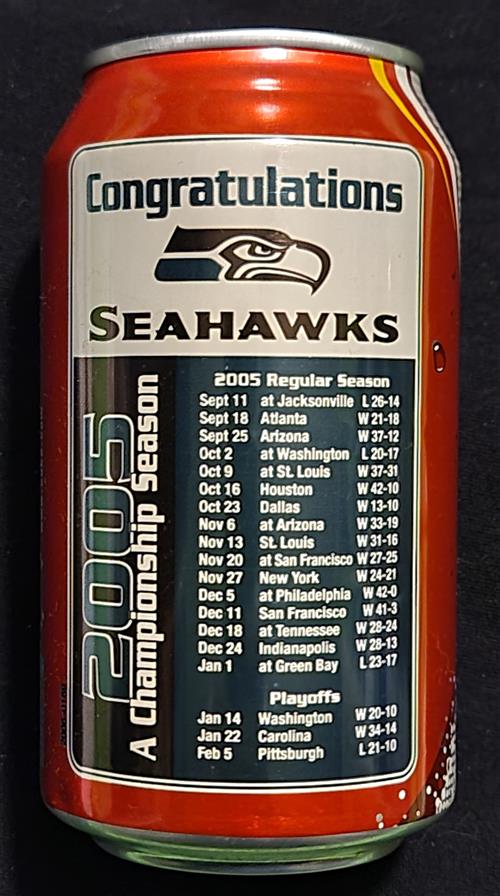 Congratulations
SEAHAWKS
2005
A Championship Season
2005 Regular Season
Sept 11 at Jacksonville L 26-14
Sept 18 Atlanta W 21-18
Sept 25 Arizona W 37-12
Oct 2 at Washington L 20-17
Oct 9 at St. Louis W 37-31
Oct 16 Houston W 42-10
Oct 23 Dallas W 13-10
Nov 6 at Arizona W 33-19
Nov 13 St. Louis W 31-16
Nov 20 at San Francisco W 27-25
Nov 27 New York W 24-21
Dec 5 at Philadelphia W 42-0
Dec 11 San Francisco W 41-3
Dec 18 at Tennessee W 28-24
Dec 24 Indianapolis W 28-13
Jan 1 at Green Bay L 23-17
Playoffs
Jan 14 Washington W 20-10
Jan 22 Carolina W 34-14
Feb 5 Pittsburgh L 21-10